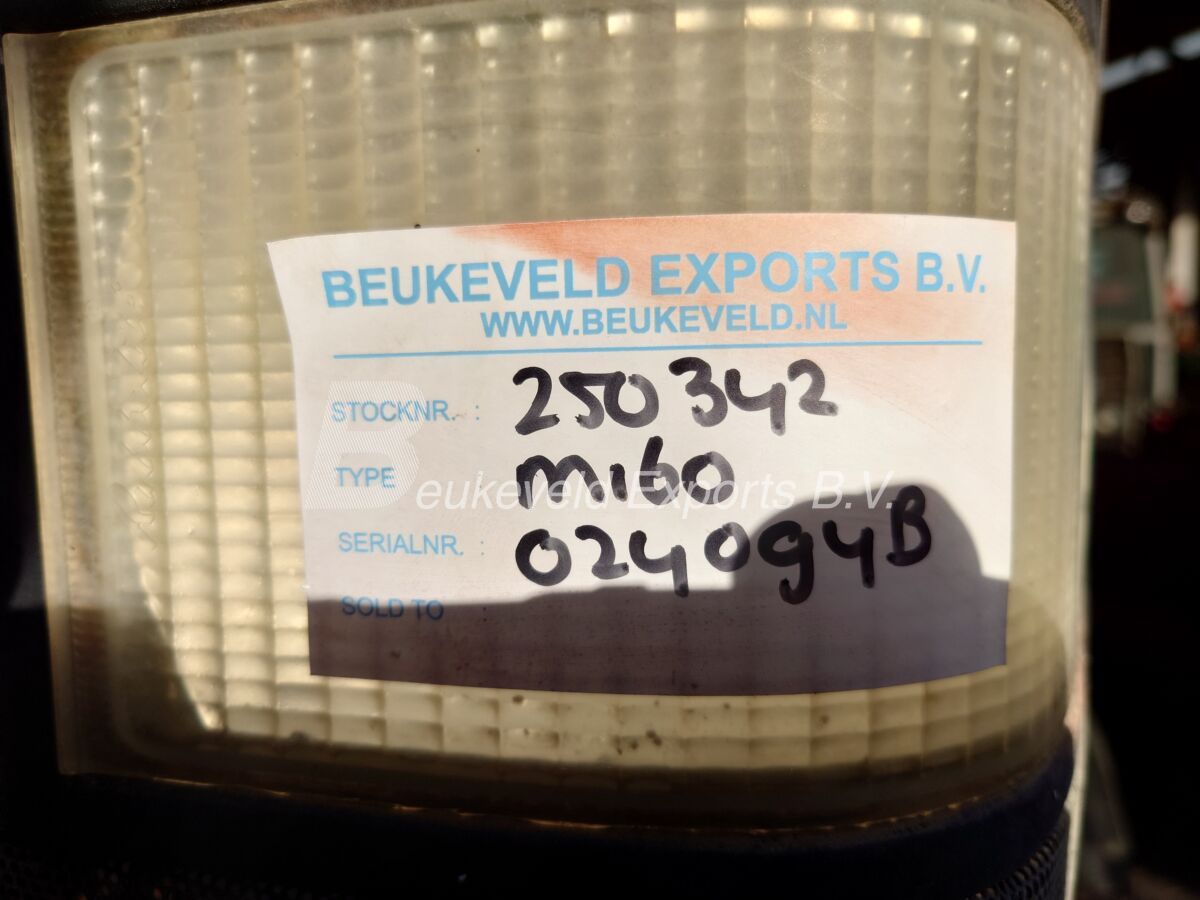 BEUKEVELD EXPORTS B.V.
WWW.BEUKEVELD.NL
STOCKNR. : 250342
TYPE M160
Beukeveld Exports B.V.
SERIALNR. : 024094B
SOLD TO :